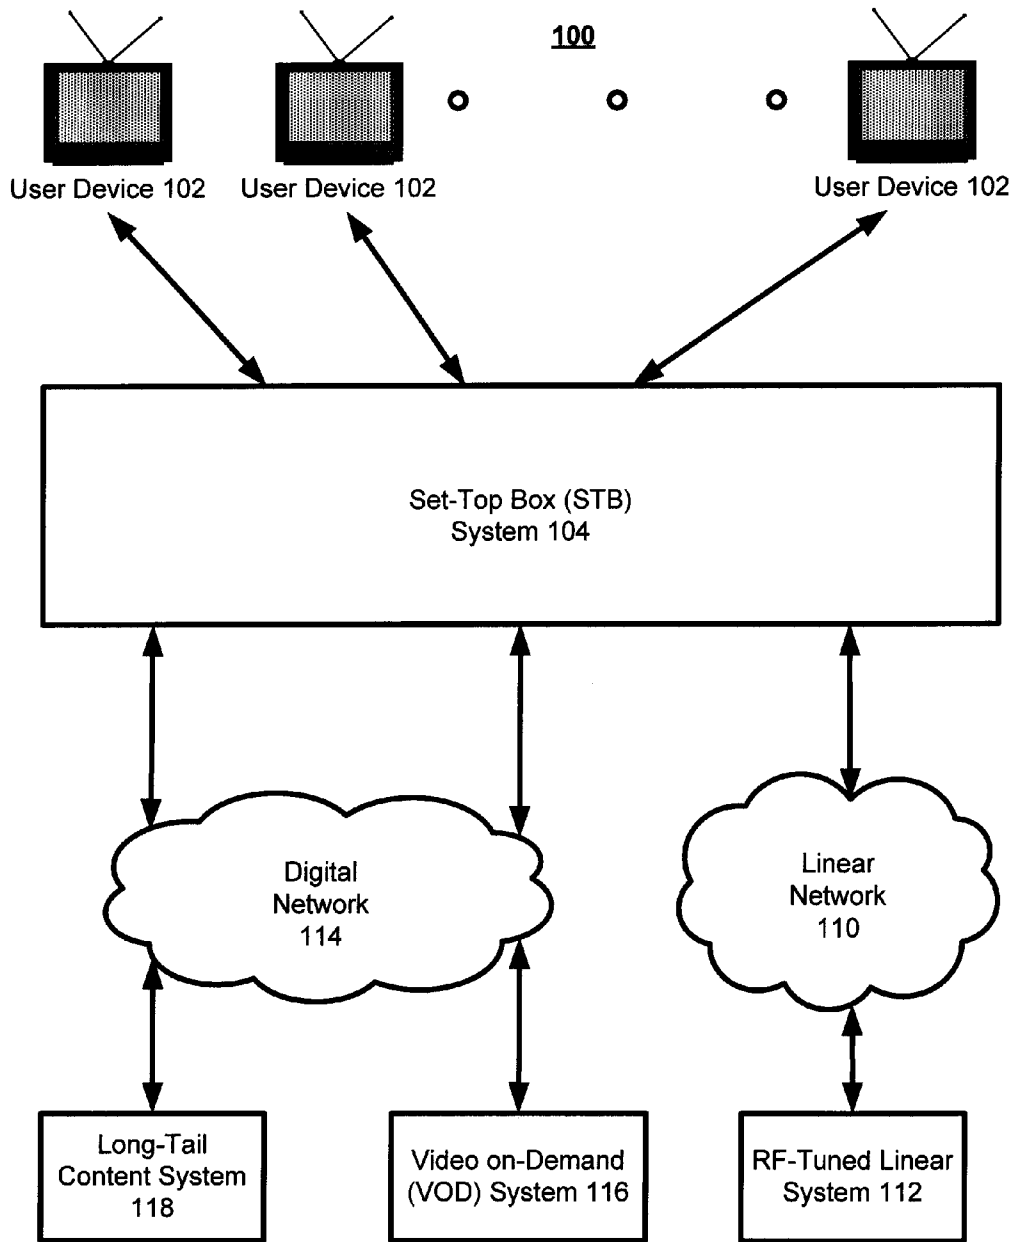 100
User Device 102
User Device 102
User Device 102
Set-Top Box (STB)
System 104
Digital
Network
114
Linear
Network
110
Long-Tail
Content System
118
Video on-Demand
(VOD) System 116
RF-Tuned Linear
System 112